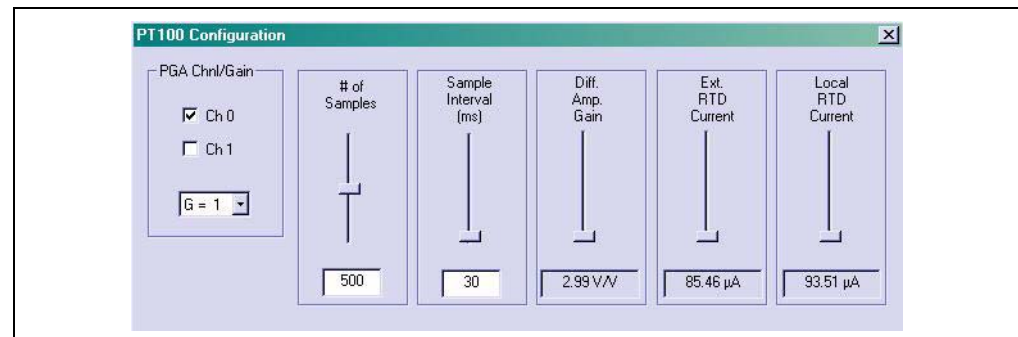 PT100 Configuration
PGA Chnl/Gain
Ch 0
Ch 1
G = 1
# of
Samples
500
Sample
Interval
(ms)
30
Diff.
Amp.
Gain
2.99 V/V
Ext.
RTD
Current
85.46 µA
Local
RTD
Current
93.51 µA